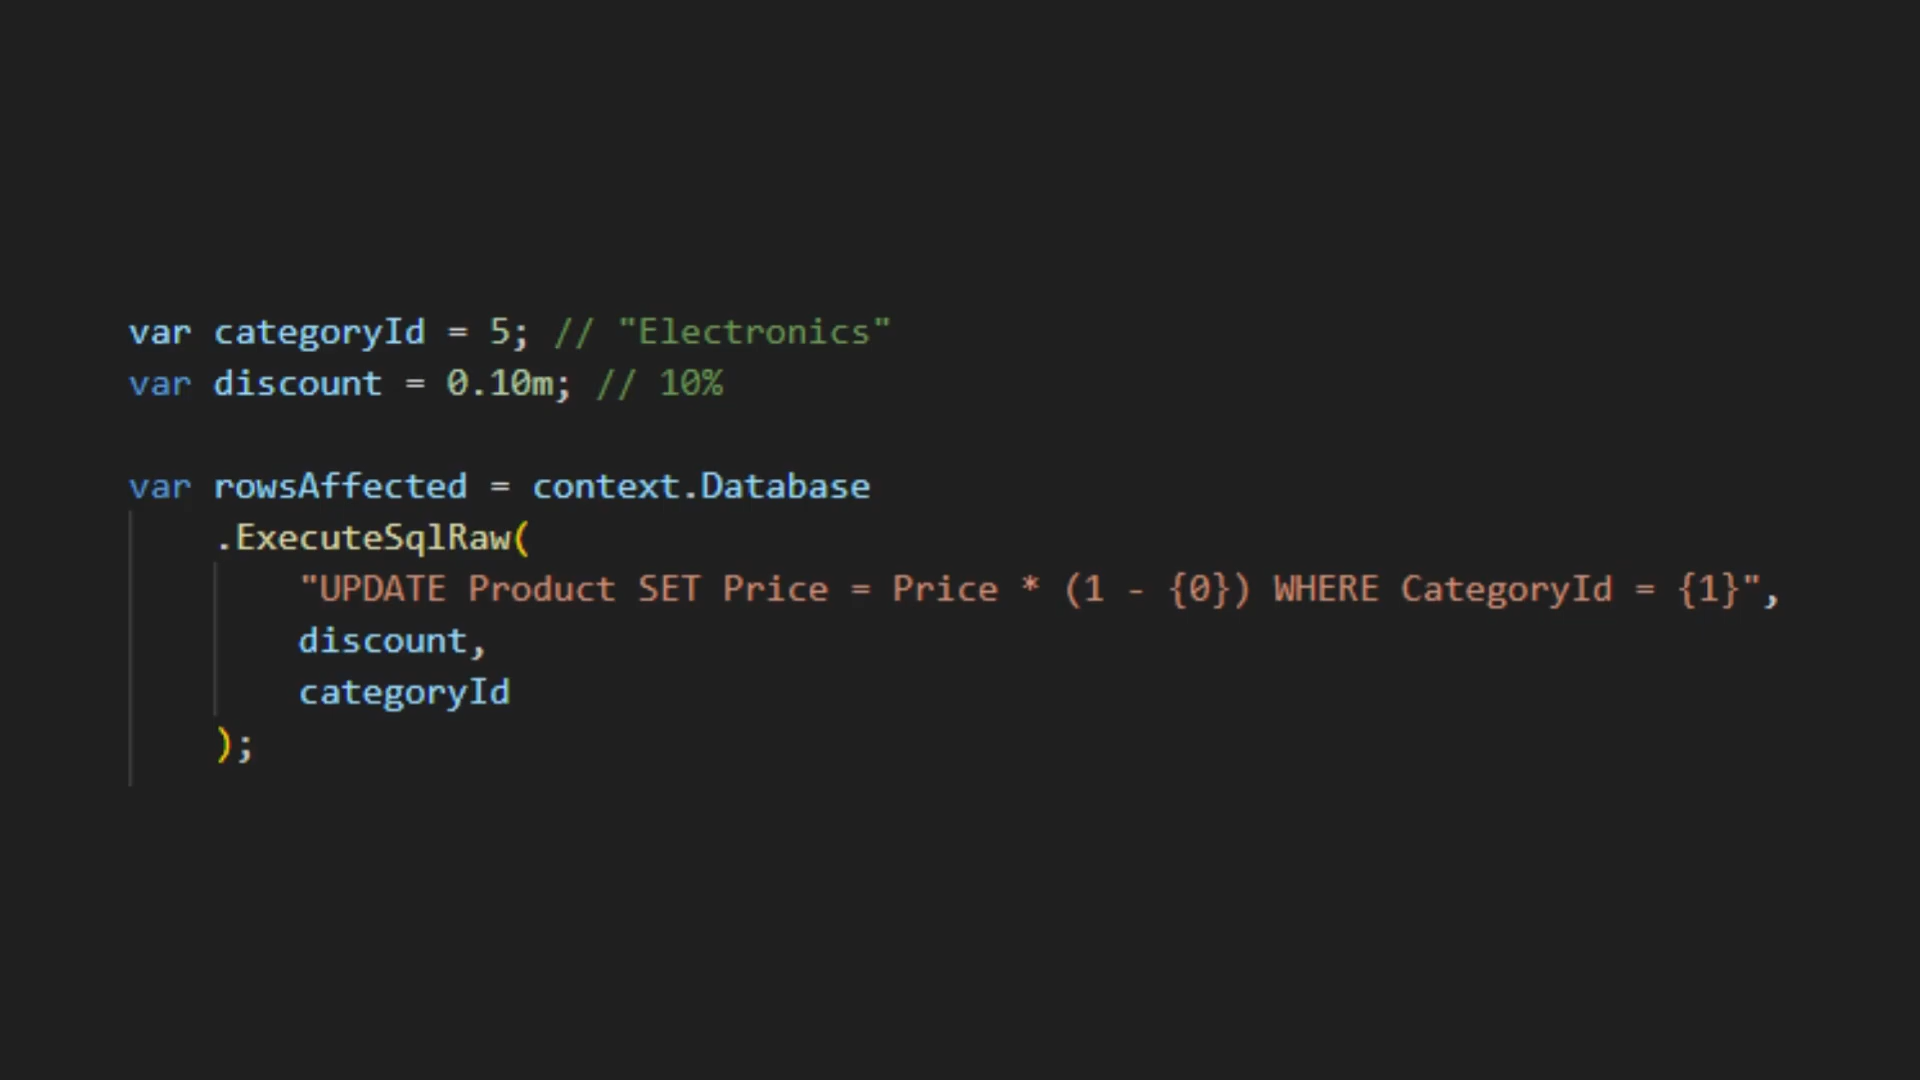 var categoryId = 5; // "Electronics"
var discount = 0.10m; // 10%
var rowsAffected = context.Database
.ExecuteSqlRaw(
"UPDATE Product SET Price = Price * (1 - {0}) WHERE CategoryId = {1}",
discount,
categoryId
);